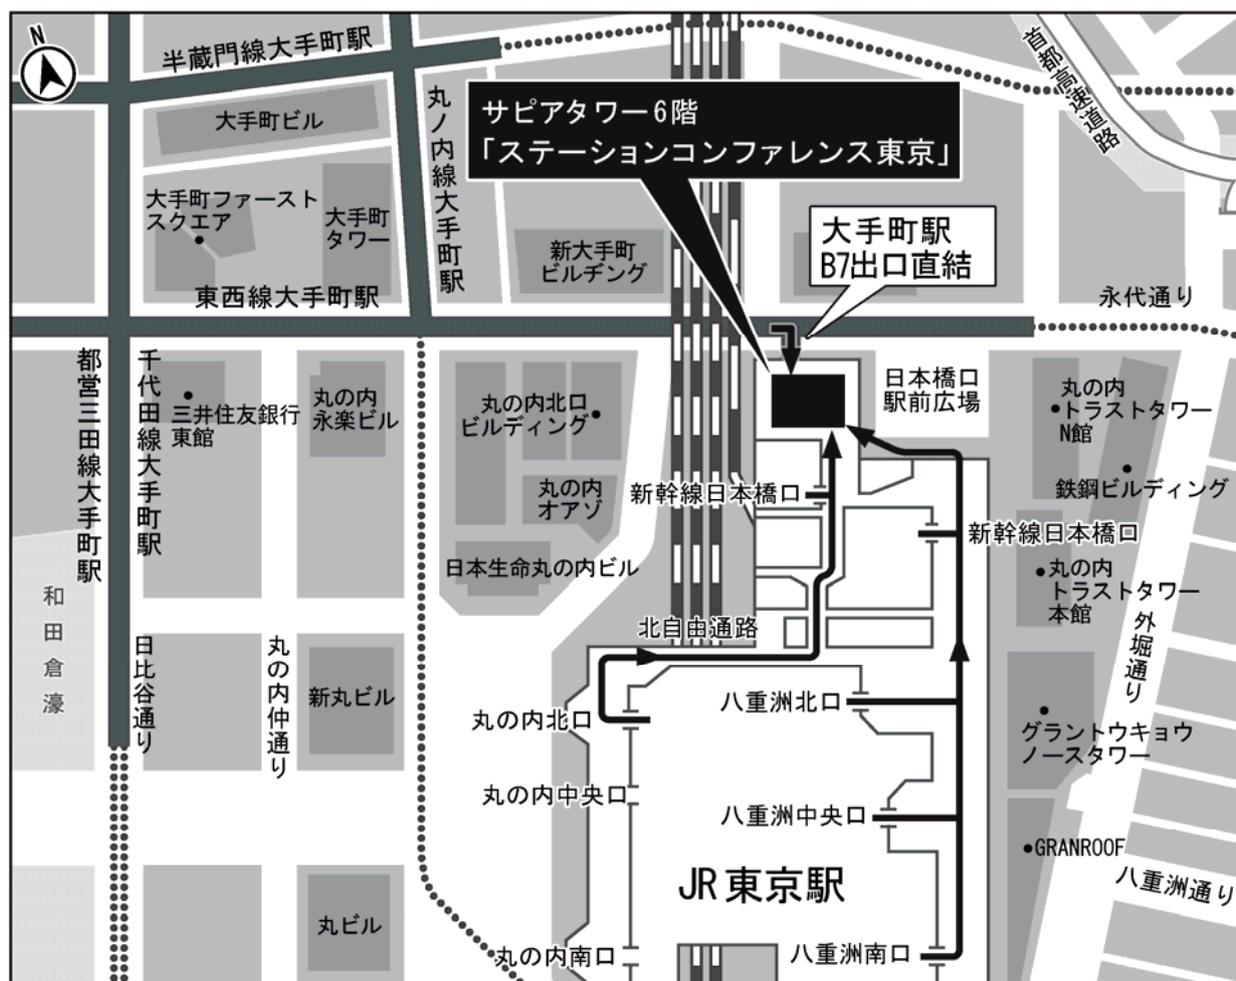 N
半蔵門線大手町駅
大手町ビル
丸ノ内線大手町駅
サピアタワー6階
「ステーションコンファレンス東京」
首都高速道路
大手町ファースト
スクエア
大手町
タワー
新大手町
ビルヂング
大手町駅
B7出口直結
東西線大手町駅
永代通り
都営三田線大手町駅
千代田線大手町駅
三井住友銀行
東館
丸の内
永楽ビル
丸の内北口
ビルディング
日本橋口
駅前広場
丸の内
トラストタワー
N館
鉄鋼ビルディング
丸の内
オアゾ
新幹線日本橋口
新幹線日本橋口
日本生命丸の内ビル
丸の内
トラストタワー
本館
和田倉濠
北自由通路
外堀通り
日比谷通り
丸の内仲通り
新丸ビル
丸の内北口
八重洲北口
グラントウキョウ
ノースタワー
丸の内中央口
八重洲中央口
GRANROOF
JR東京駅
八重洲通り
丸ビル
丸の内南口
八重洲南口